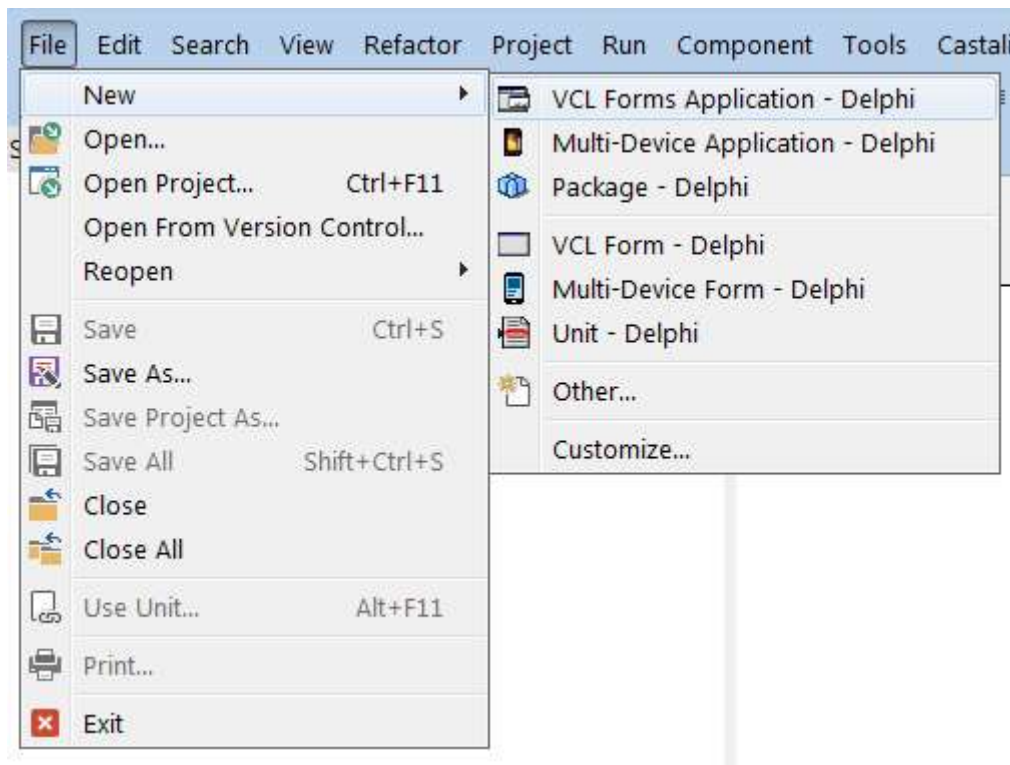 File Edit Search View Refactor Project Run Component Tools Castali
New
Open...
Open Project... Ctrl+F11
Open From Version Control...
Reopen
Save Ctrl+S
Save As...
Save Project As...
Save All Shift+Ctrl+S
Close
Close All
Use Unit... Alt+F11
Print...
Exit
VCL Forms Application - Delphi
Multi-Device Application - Delphi
Package - Delphi
VCL Form - Delphi
Multi-Device Form - Delphi
Unit - Delphi
Other...
Customize...